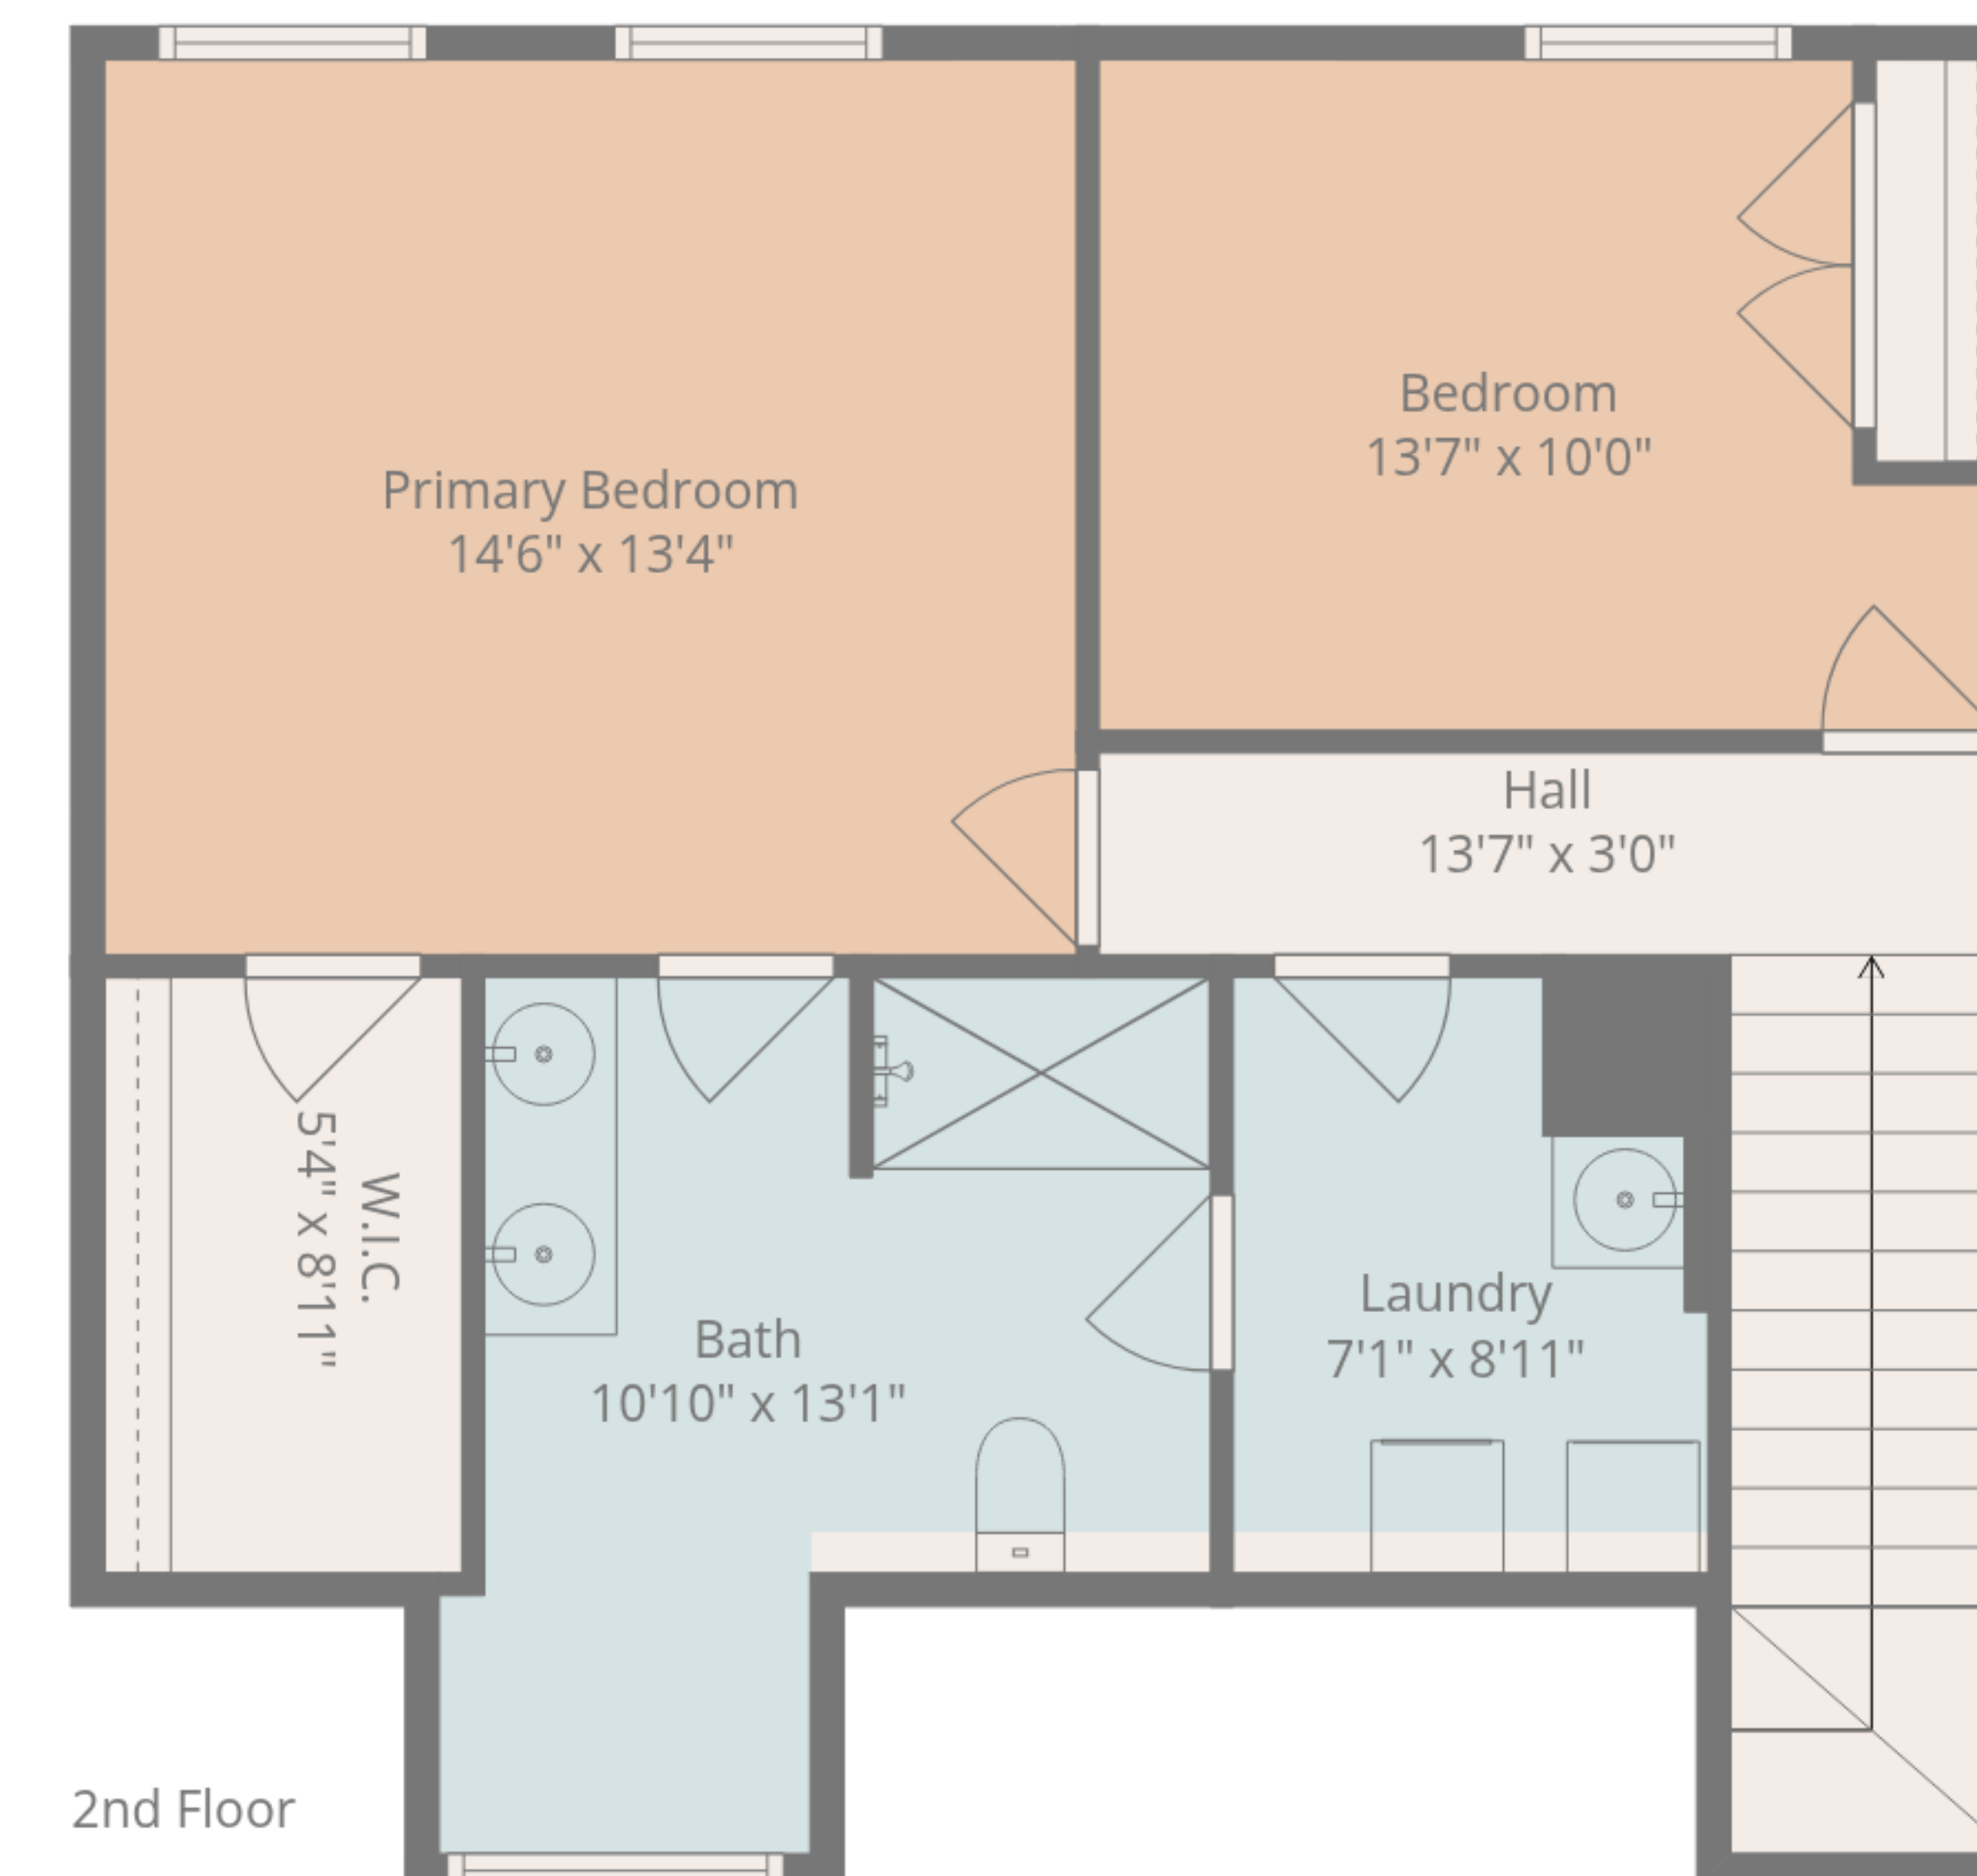 Bedroom
13'7" x 10'0"
Primary Bedroom
14'6" x 13'4"
Hall
13'7" x 3'0"
W.I.C.
5'4" x 8'11"
Bath
10'10" x 13'1"
Laundry
7'1" x 8'11"
2nd Floor